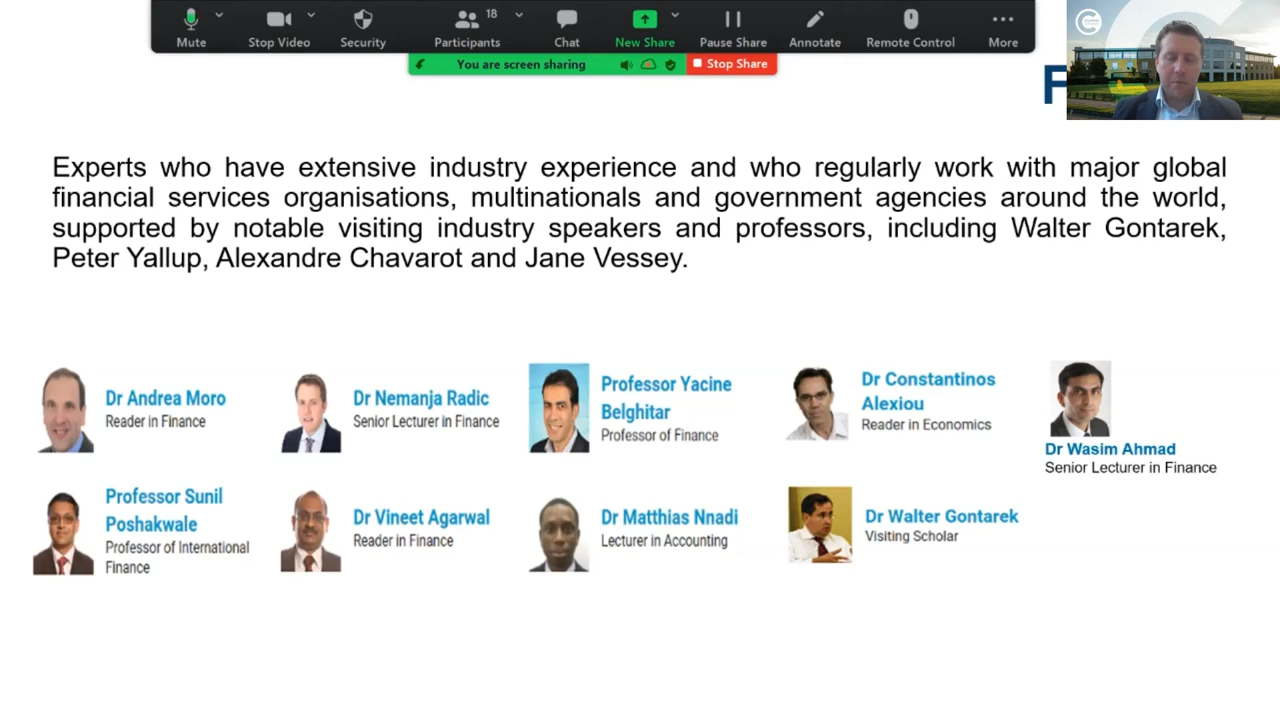 Mute
Stop Video
Security
18
Participants
Chat
New Share
Pause Share
Annotate
Remote Control
More
You are screen sharing
Stop Share
F
Experts who have extensive industry experience and who regularly work with major global
financial services organisations, multinationals and government agencies around the world,
supported by notable visiting industry speakers and professors, including Walter Gontarek,
Peter Yallup, Alexandre Chavarot and Jane Vessey.
Dr Andrea Moro
Reader in Finance
Dr Nemanja Radic
Senior Lecturer in Finance
Professor Yacine
Belghitar
Professor of Finance
Dr Constantinos
Alexiou
Reader in Economics
Dr Wasim Ahmad
Senior Lecturer in Finance
Professor Sunil
Poshakwale
Professor of International
Finance
Dr Vineet Agarwal
Reader in Finance
Dr Matthias Nnadi
Lecturer in Accounting
Dr Walter Gontarek
Visiting Scholar